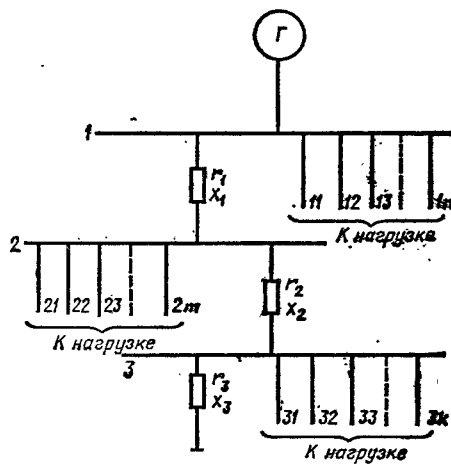 Г
1
r₁
x₁
11 12 13 1n
К нагрузке
2
21 22 23 2m
К нагрузке
r₂
x₂
3
r₃
x₃
31 32 33 3k
К нагрузке